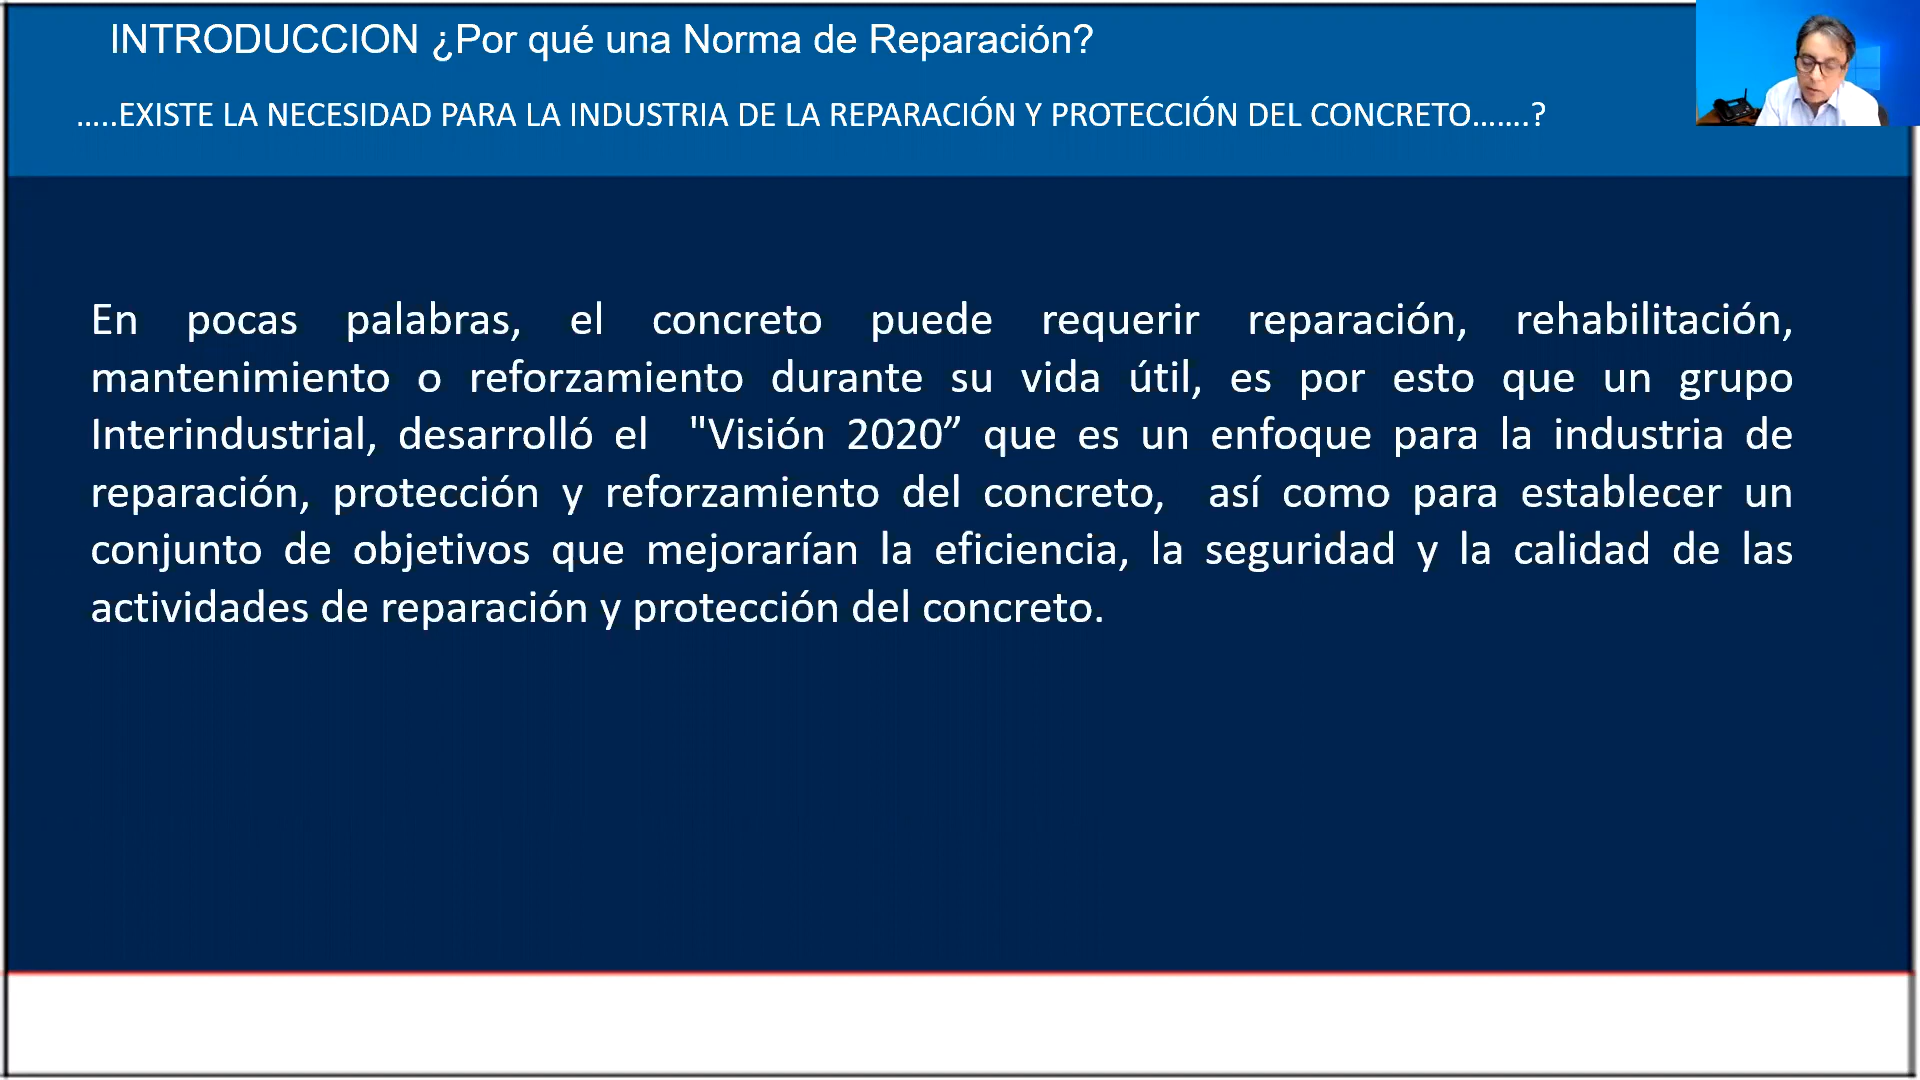 INTRODUCCION ¿Por qué una Norma de Reparación?
…..EXISTE LA NECESIDAD PARA LA INDUSTRIA DE LA REPARACIÓN Y PROTECCIÓN DEL CONCRETO…….?
En pocas palabras, el concreto puede requerir reparación, rehabilitación,
mantenimiento o reforzamiento durante su vida útil, es por esto que un grupo
Interindustrial, desarrolló el "Visión 2020” que es un enfoque para la industria de
reparación, protección y reforzamiento del concreto, así como para establecer un
conjunto de objetivos que mejorarían la eficiencia, la seguridad y la calidad de las
actividades de reparación y protección del concreto.